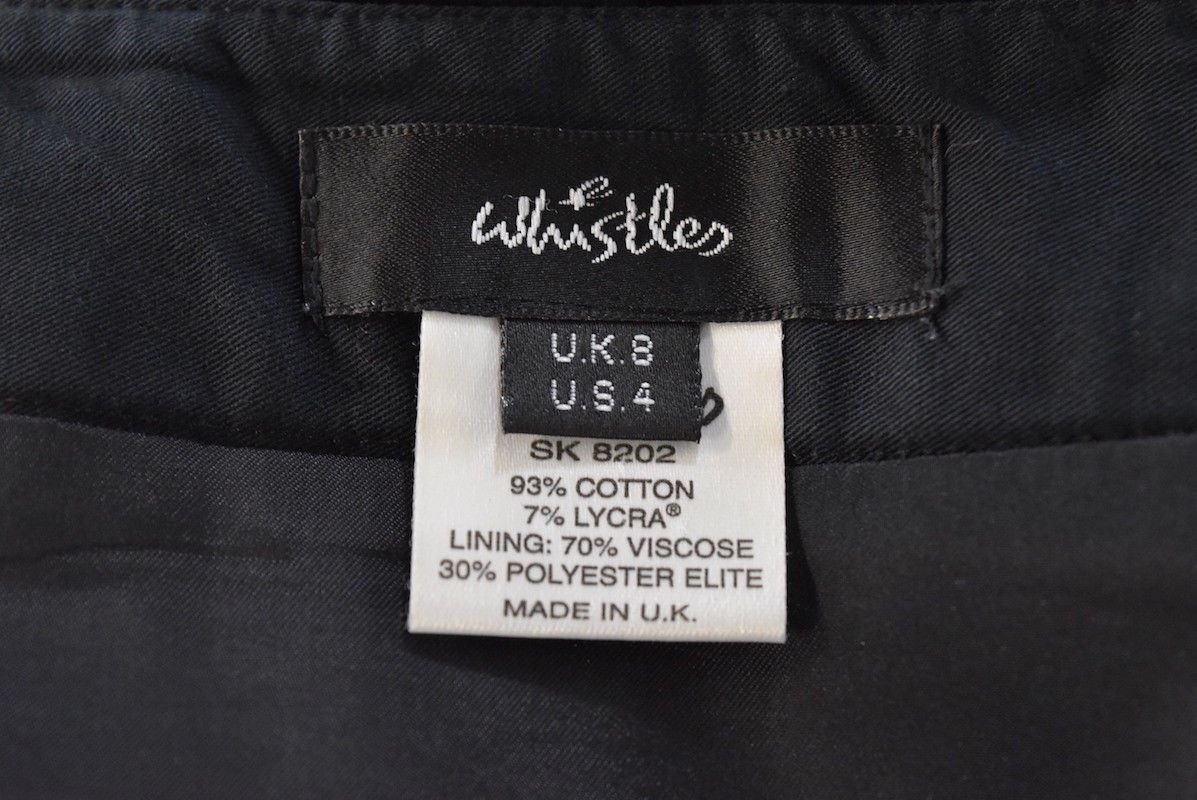 whistles
U.K.8
U.S.4
SK 8202
93% COTTON
7% LYCRA®
LINING: 70% VISCOSE
30% POLYESTER ELITE
MADE IN U.K.